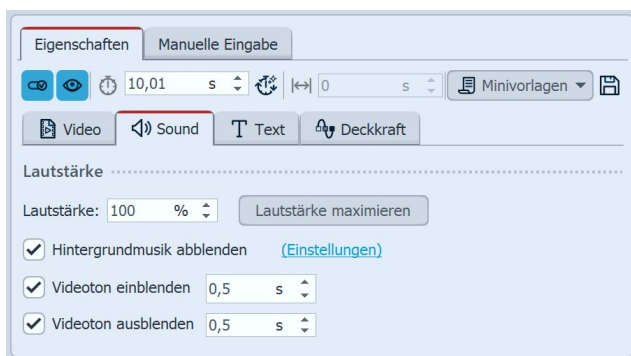 Eigenschaften Manuelle Eingabe
10,01 s 0 s Minivorlagen
Video Sound Text Deckkraft
Lautstärke
Lautstärke: 100 % Lautstärke maximieren
Hintergrundmusik abblenden (Einstellungen)
Videoton einblenden 0,5 s
Videoton ausblenden 0,5 s